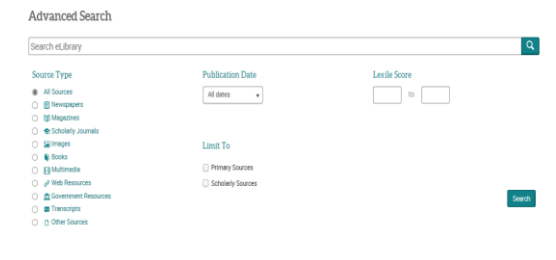 Advanced Search
Search eLibrary
Source Type
All Sources
Newspapers
Magazines
Scholarly Journals
Images
Books
Multimedia
Web Resources
Government Resources
Transcripts
Other Sources
Publication Date
All dates
Limit To
Primary Sources
Scholarly Sources
Lexile Score
to
Search